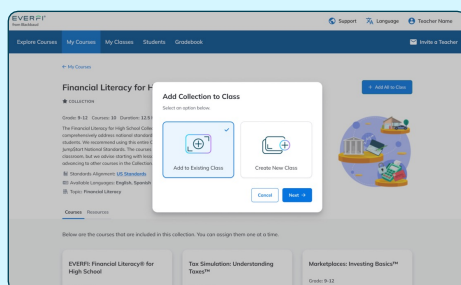 EVERFI®
from Blackbaud
Support
Language
Teacher Name
Explore Courses
My Courses
My Classes
Students
Gradebook
Invite a Teacher
← My Courses
Financial Literacy for H
+ Add All to Class
★ COLLECTION
Grade: 9-12 Courses: 10 Duration: 12.5
The Financial Literacy for High School Colle
comprehensively address national standard
students. We recommend using this entire C
JumpStart National Standards. The courses
classroom, but we advise starting with
advancing to other courses in the Collection
Standards Alignment: US Standards
Available Languages: English, Spanish
Topic: Financial Literacy
Add Collection to Class
Select an option below.
Add to Existing Class
Create New Class
Cancel
Next →
Courses
Resources
Below are the courses that are included in this collection. You can assign them one at a time.
EVERFI: Financial Literacy® for
High School
Tax Simulation: Understanding
Taxes™
Marketplaces: Investing Basics™
Grade: 9-12